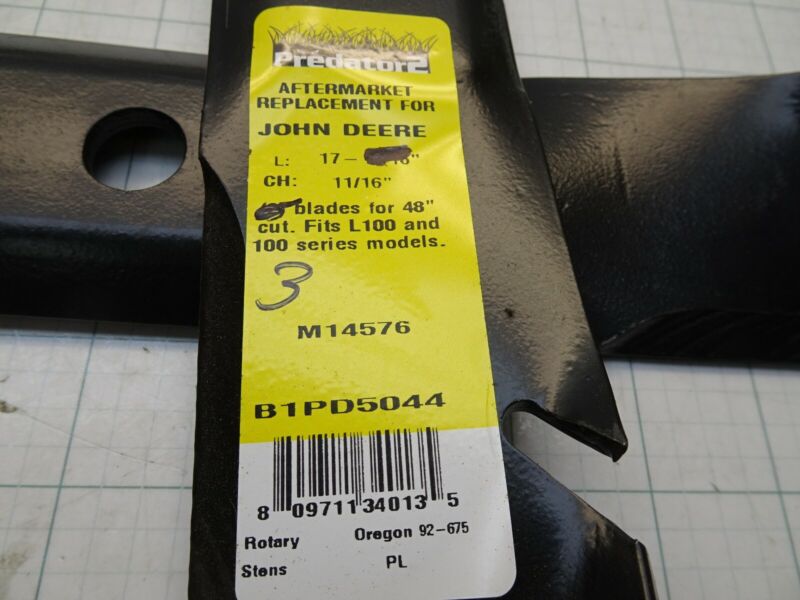 Predator2
AFTERMARKET
REPLACEMENT FOR
JOHN DEERE
L: 17-
CH: 11/16"
blades for 48"
cut. Fits L100 and
100 series models.
3
M14576
B1PD5044
8 09711 34013 5
Rotary Oregon 92-675
Stens PL